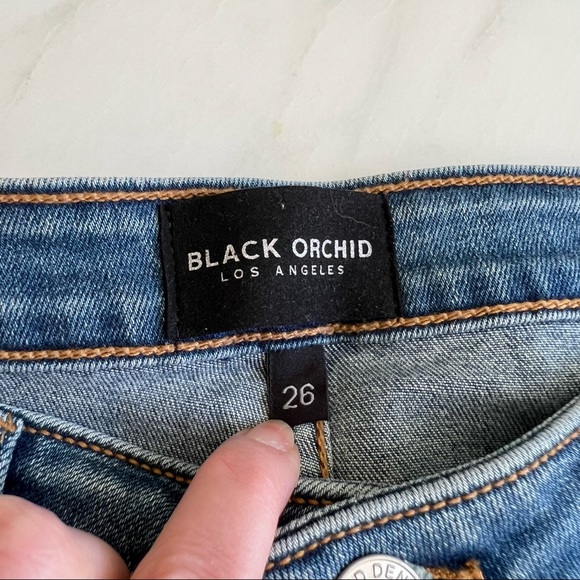 BLACK ORCHID
LOS ANGELES
26